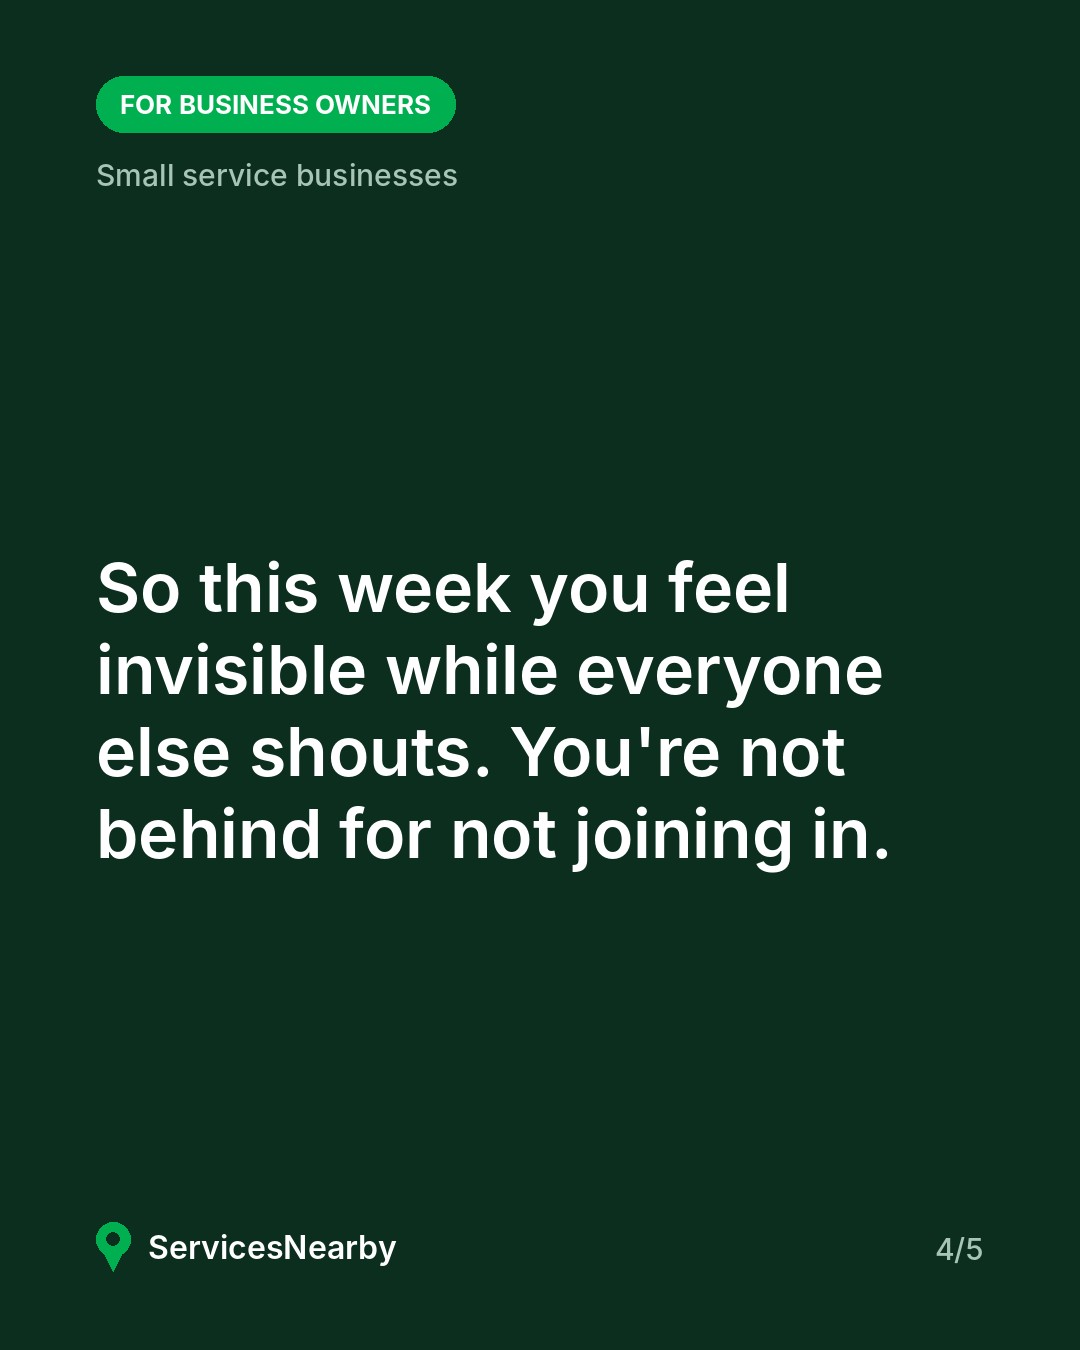 FOR BUSINESS OWNERS
Small service businesses
So this week you feel
invisible while everyone
else shouts. You're not
behind for not joining in.
ServicesNearby
4/5